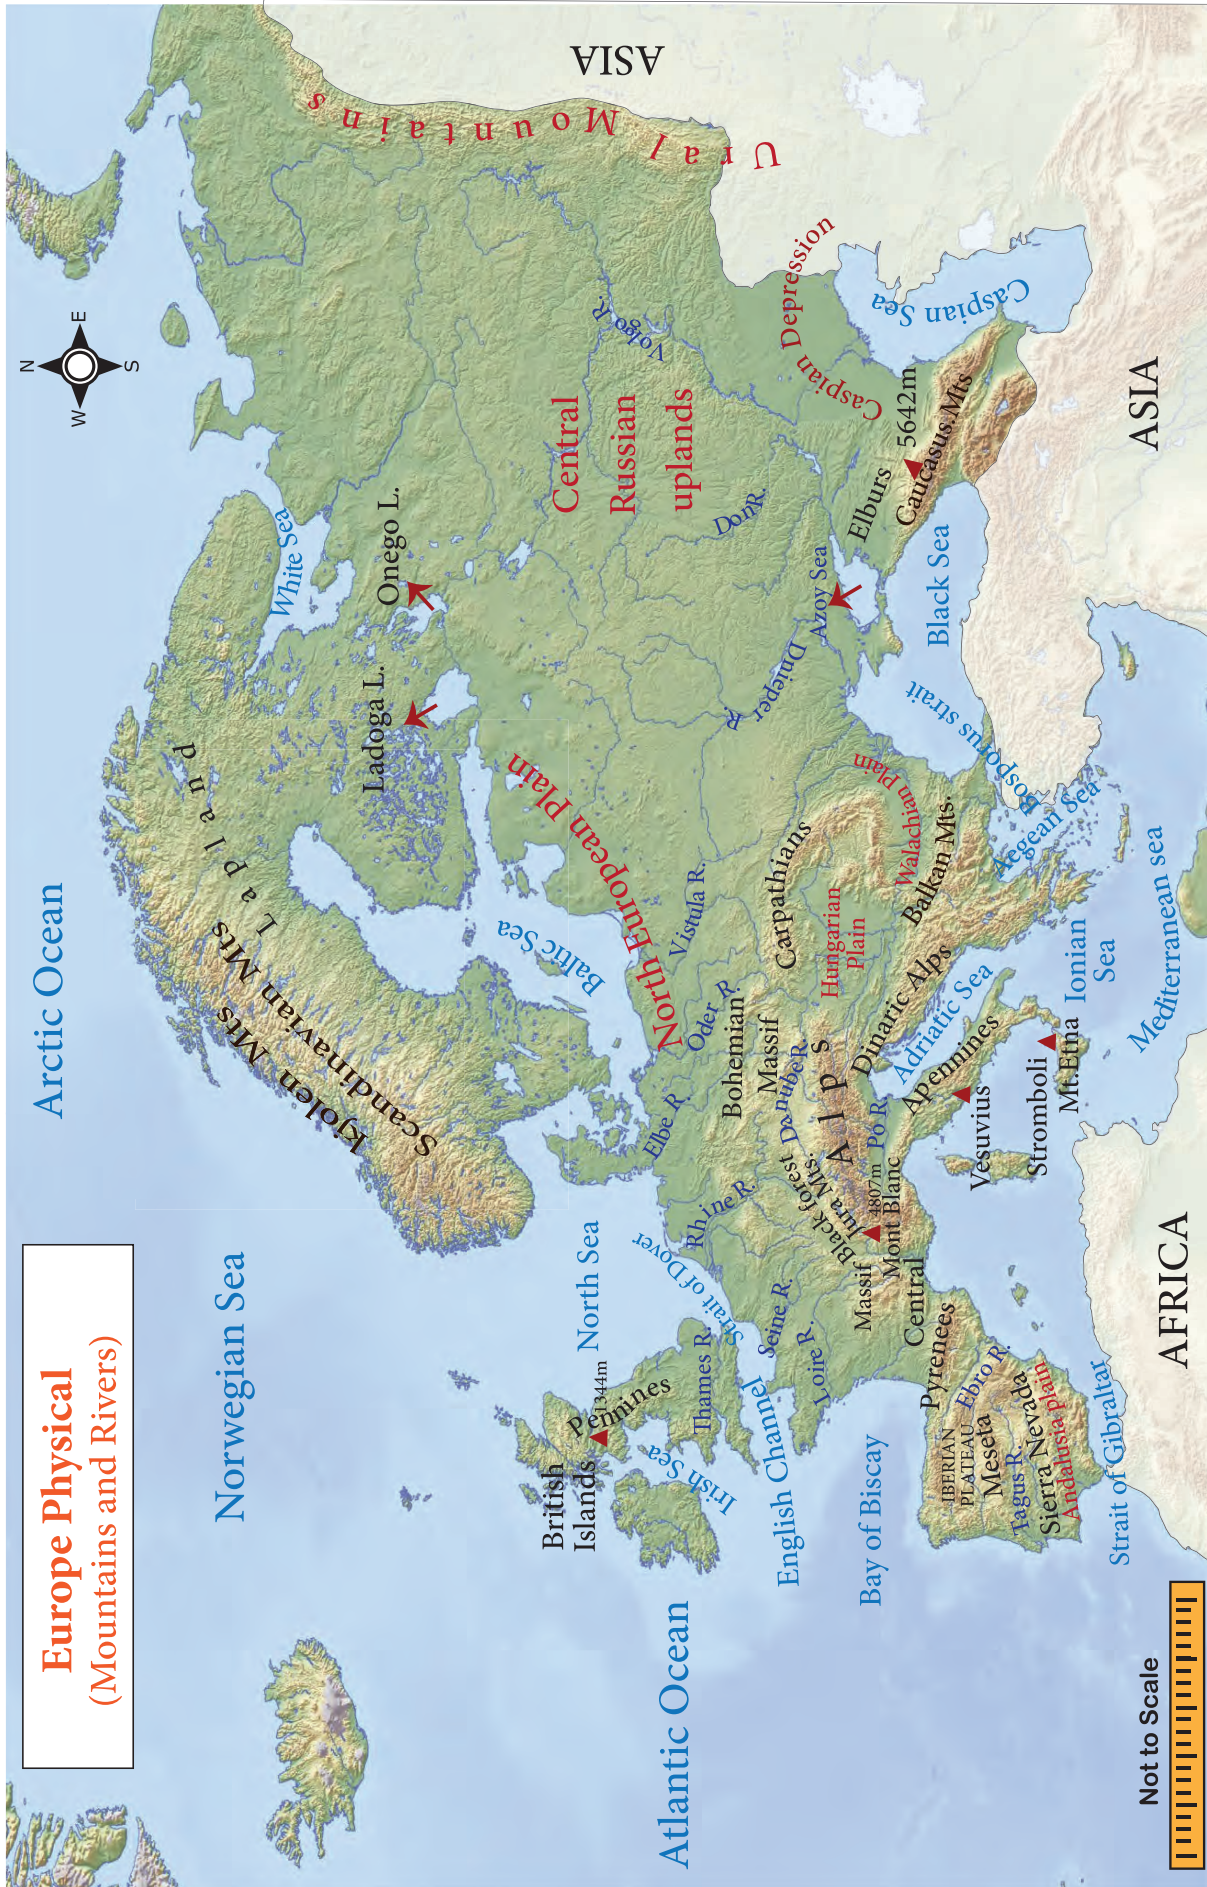 Europe Physical
(Mountains and Rivers)
N
W
E
S
Arctic Ocean
Norwegian Sea
ASIA
Ural Mountains
Lapland
kjolen Mts
Scandinavian Mts
White Sea
Onego L.
Ladoga L.
Baltic Sea
North Sea
Central
Russian
uplands
Volgo R.
North European Plain
British
Islands
1344m
Pennines
Irish Sea
Thames R.
Strait of Dover
English Channel
Atlantic Ocean
Bay of Biscay
Seine R.
Loire R.
Rhine R.
Elbe R.
Oder R.
Vistula R.
Bohemian
Massif
Danube R.
Black forest
Jura Mts.
Alps
4807m
Mont Blanc
Massif
Central
Po R.
Carpathians
Hungarian
Plain
Walachian Plain
Dinaric Alps
Balkan Mts.
Dnieper R.
Don R.
Azoy Sea
Caspian Depression
Caspian Sea
Elburs
5642m
Caucasus.Mts
Black Sea
Bosporus strait
Aegean Sea
Adriatic Sea
Apennines
Vesuvius
Stromboli
Mt. Etna
Ionian
Sea
Mediterranean sea
Pyrenees
Ebro R.
IBERIAN
PLATEAU
Meseta
Tagus R.
Sierra Nevada
Andalusia plain
Strait of Gibraltar
AFRICA
ASIA
Not to Scale